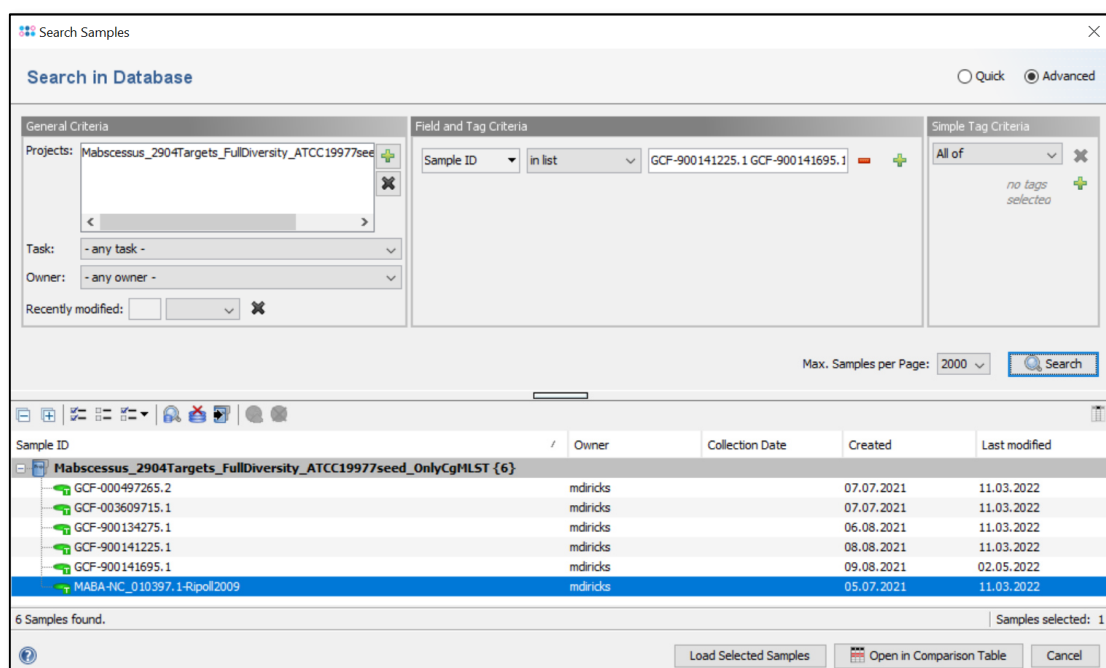 Search Samples
Search in Database
Quick
Advanced
General Criteria
Projects:
Mabscessus_2904Targets_FullDiversity_ATCC19977see
Task:
- any task -
Owner:
- any owner -
Recently modified:
Field and Tag Criteria
Sample ID
in list
GCF-900141225.1 GCF-900141695.1
Simple Tag Criteria
All of
no tags
selected
Max. Samples per Page:
2000
Search
Sample ID / Owner Collection Date Created Last modified
Mabscessus_2904Targets_FullDiversity_ATCC19977seed_OnlyCgMLST {6}
GCF-000497265.2 mdiricks 07.07.2021 11.03.2022
GCF-003609715.1 mdiricks 07.07.2021 11.03.2022
GCF-900134275.1 mdiricks 06.08.2021 11.03.2022
GCF-900141225.1 mdiricks 08.08.2021 11.03.2022
GCF-900141695.1 mdiricks 09.08.2021 02.05.2022
MABA-NC_010397.1-Ripoll2009 mdiricks 05.07.2021 11.03.2022
6 Samples found.
Samples selected: 1
Load Selected Samples
Open in Comparison Table
Cancel